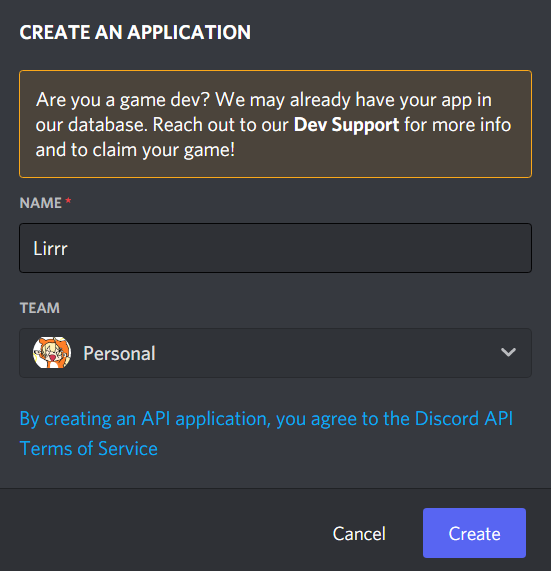 CREATE AN APPLICATION
Are you a game dev? We may already have your app in
our database. Reach out to our Dev Support for more info
and to claim your game!
NAME *
Lirrr
TEAM
Personal
By creating an API application, you agree to the Discord API
Terms of Service
Cancel
Create